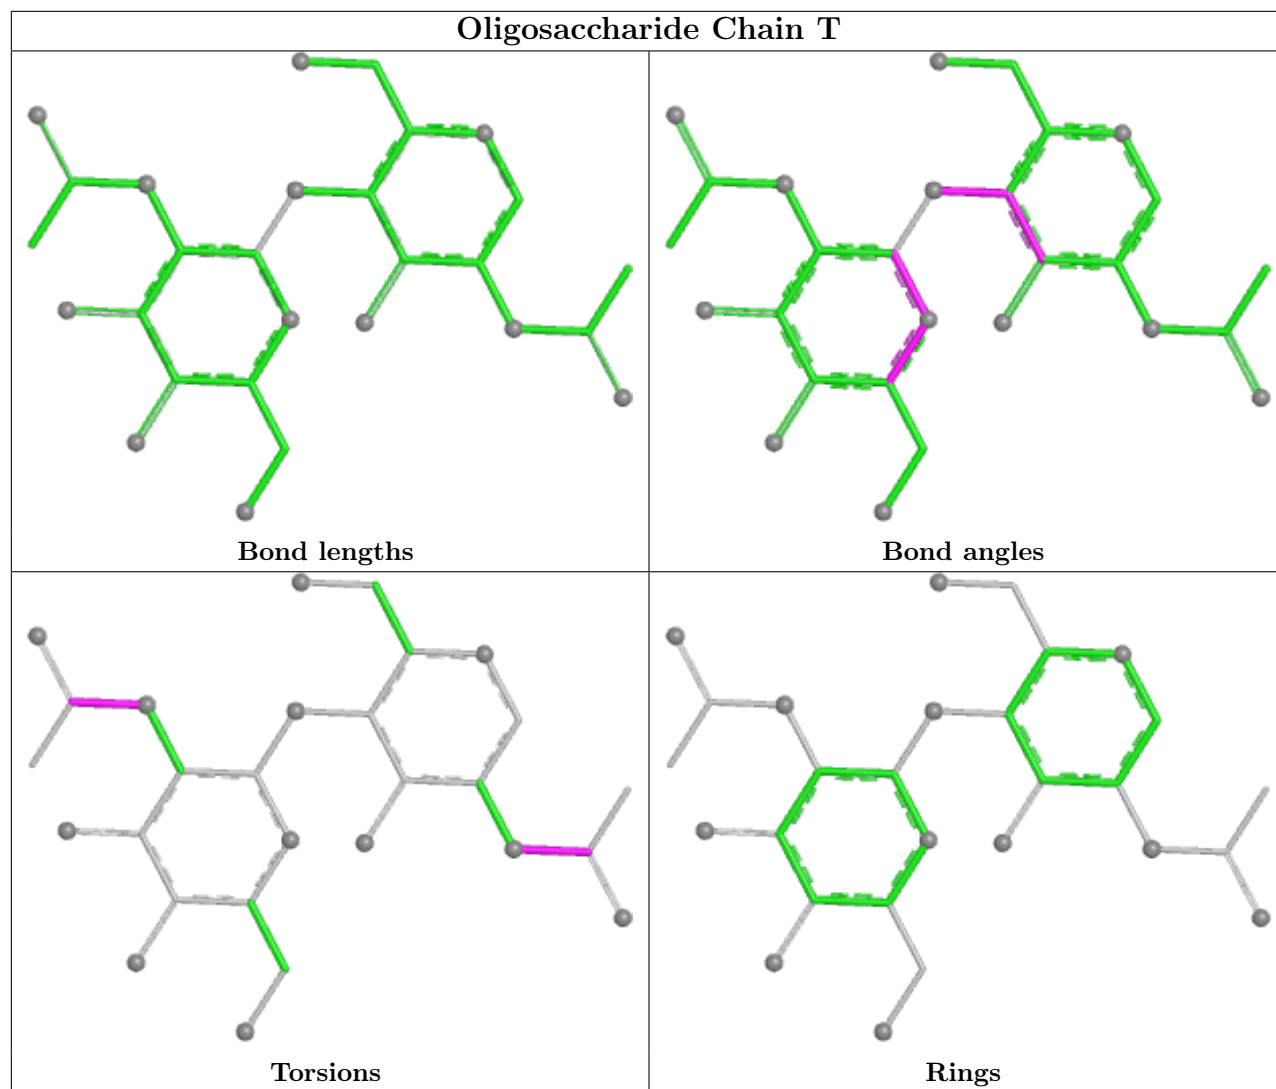 Oligosaccharide Chain T
Bond lengths
Bond angles
Torsions
Rings